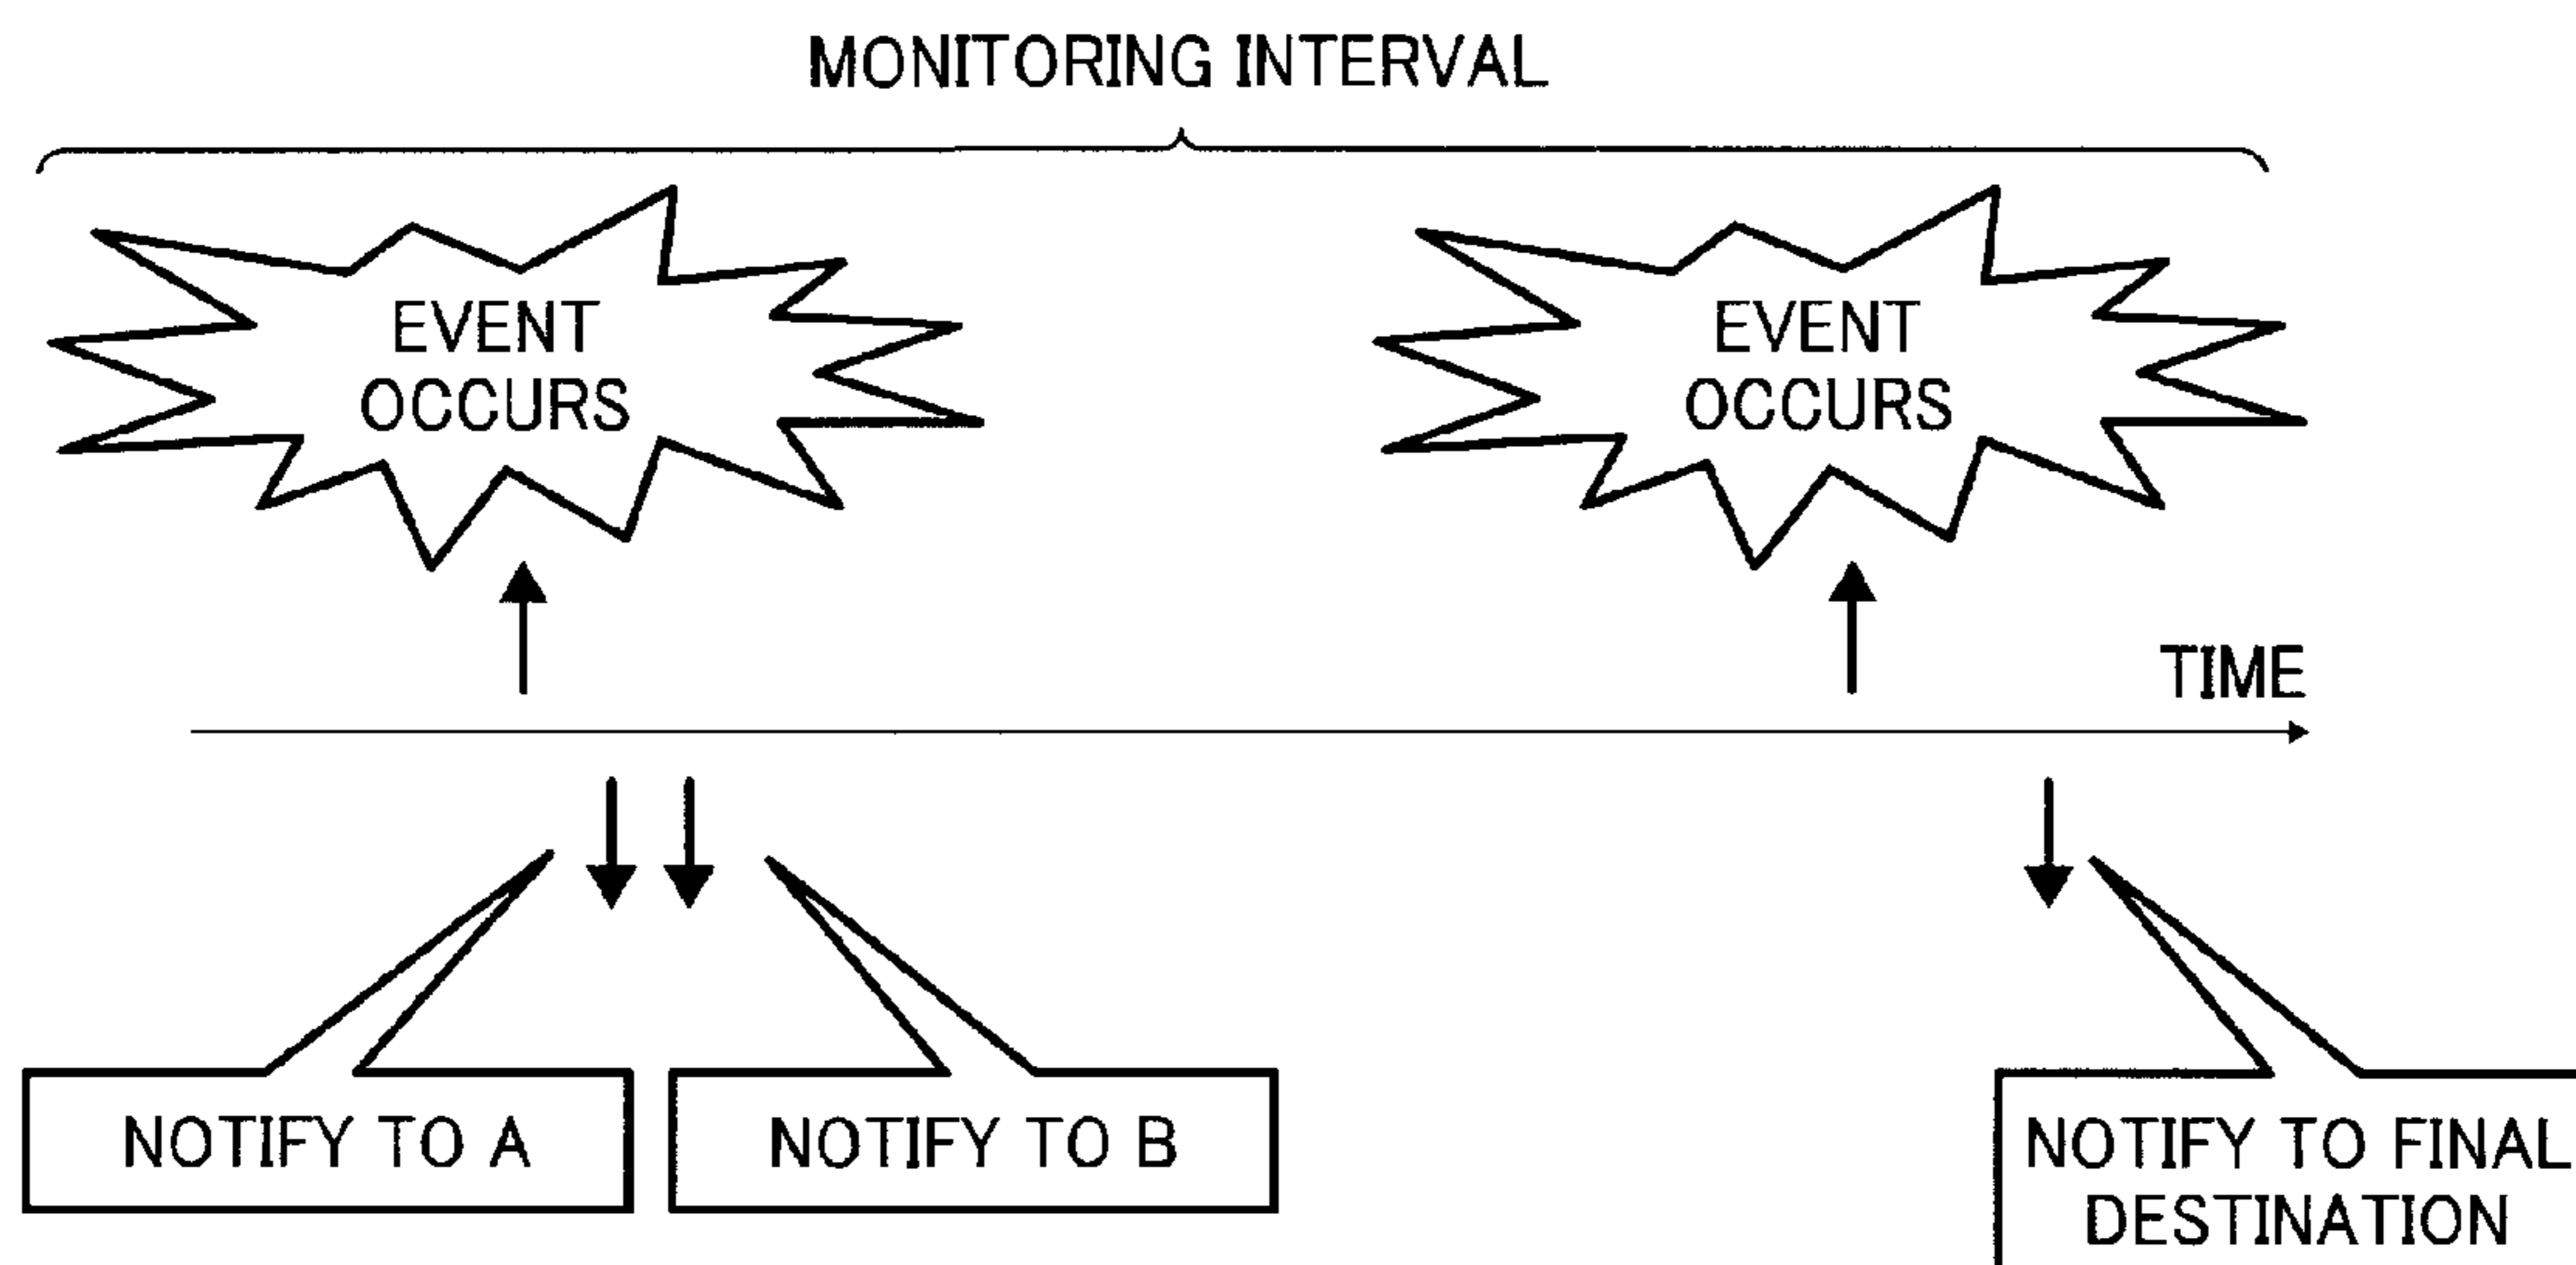 MONITORING INTERVAL
EVENT
OCCURS
EVENT
OCCURS
TIME
NOTIFY TO A
NOTIFY TO B
NOTIFY TO FINAL
DESTINATION